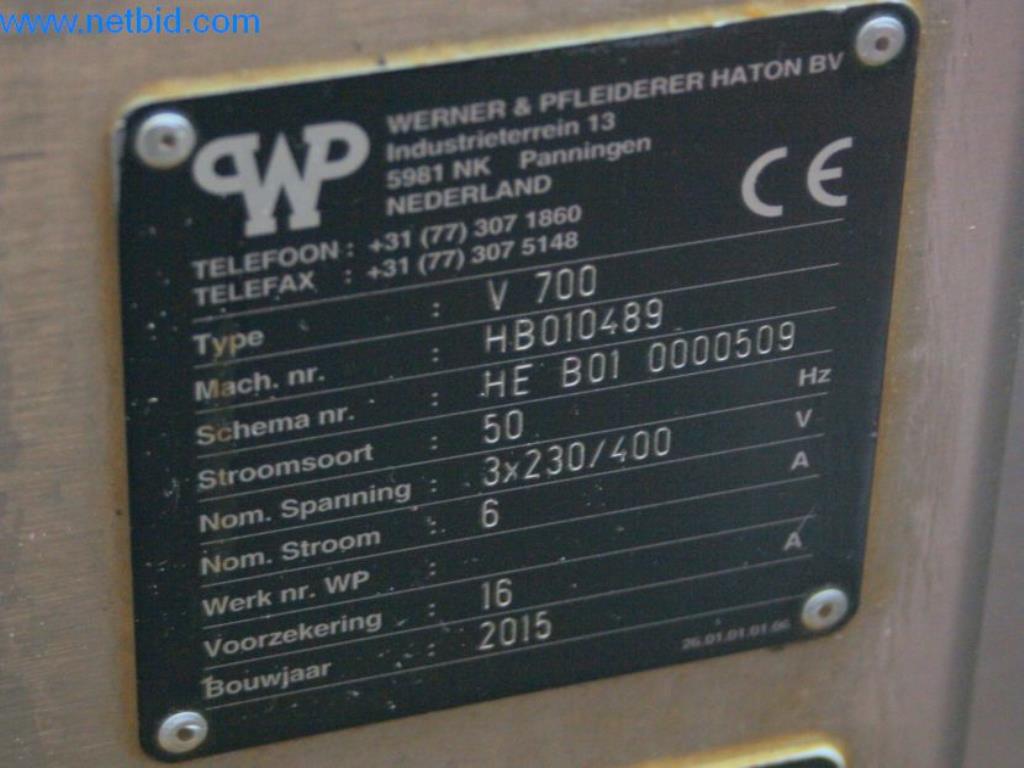 www.netbid.com
WP
WERNER & PFLEIDERER HATON BV
Industrieterrein 13
5981 NK Panningen
NEDERLAND
CE
TELEFOON : +31 (77) 307 1860
TELEFAX : +31 (77) 307 5148
Type : V 700
Mach. nr. : HB010489
Schema nr. : HE B01 0000509
Stroomsoort : 50 Hz
Nom. Spanning : 3x230/400 V
Nom. Stroom : 6 A
Werk nr. WP :
Voorzekering : 16 A
Bouwjaar : 2015
26.01.01.01.66